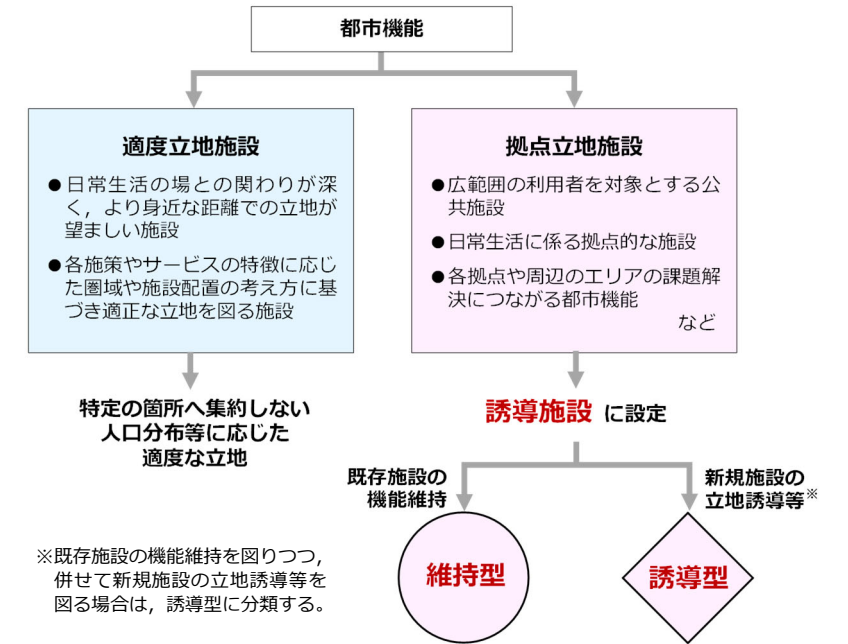 都市機能
適度立地施設
●日常生活の場との関わりが深
く，より身近な距離での立地が
望ましい施設
●各施策やサービスの特徴に応じ
た圏域や施設配置の考え方に基
づき適正な立地を図る施設
特定の箇所へ集約しない
人口分布等に応じた
適度な立地
拠点立地施設
●広範囲の利用者を対象とする公
共施設
●日常生活に係る拠点的な施設
●各拠点や周辺のエリアの課題解
決につながる都市機能
など
誘導施設 に設定
既存施設の
機能維持
維持型
新規施設の
立地誘導等※
誘導型
※既存施設の機能維持を図りつつ，
併せて新規施設の立地誘導等を
図る場合は，誘導型に分類する。